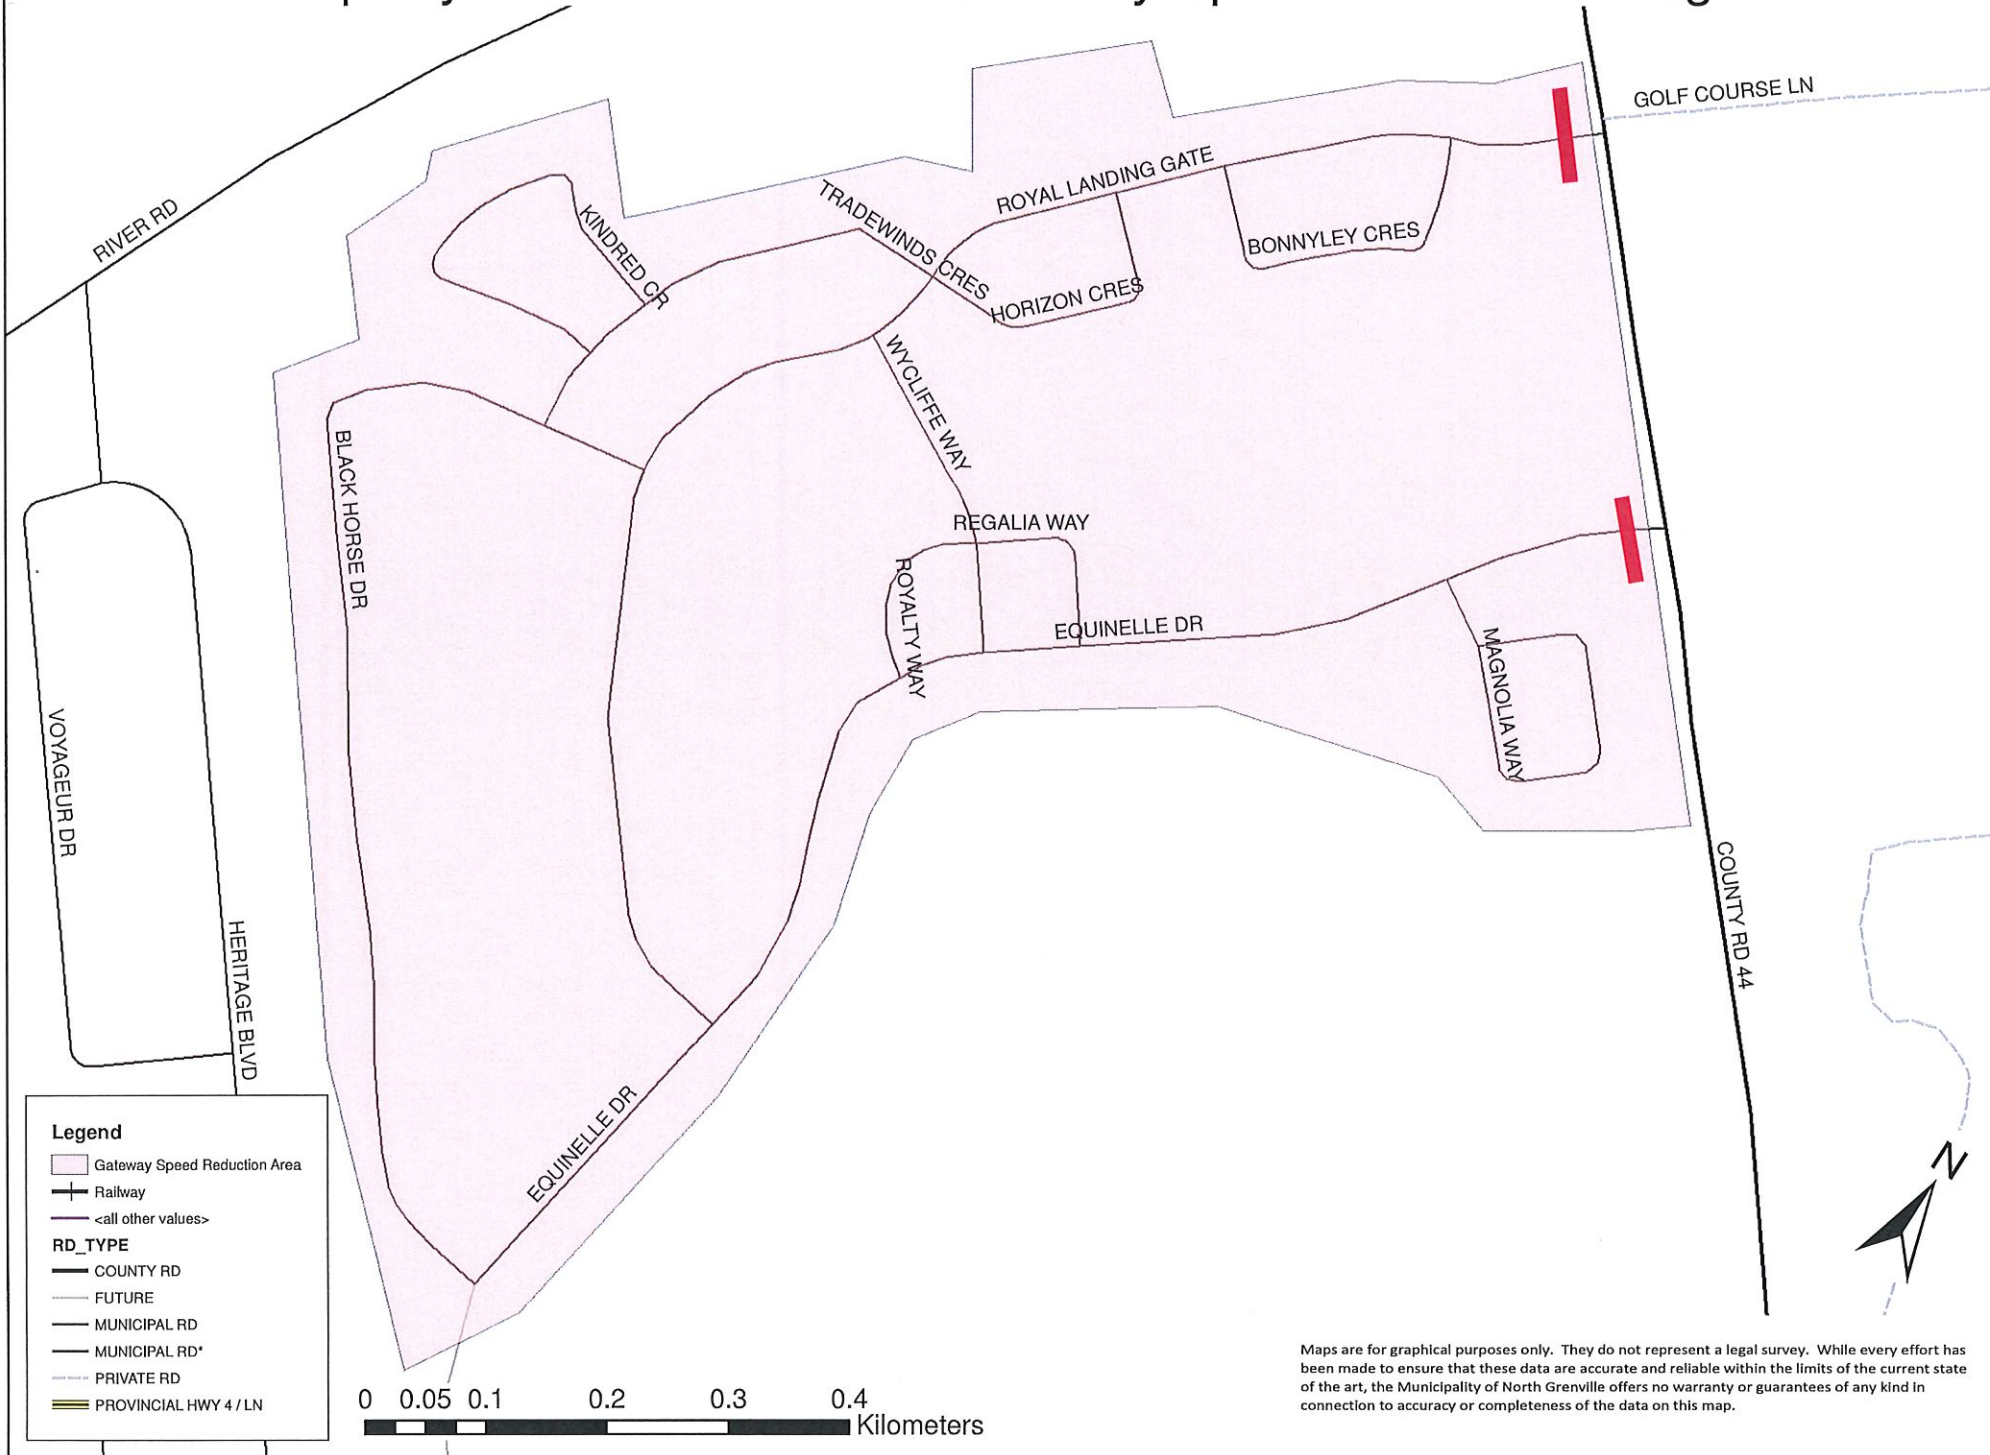 GOLF COURSE LN
RIVER RD
ROYAL LANDING GATE
TRADEWINDS CRES
KINDRED CR
BONNYLEY CRES
HORIZON CRES
WYCLIFFE WAY
BLACK HORSE DR
REGALIA WAY
ROYALTY WAY
EQUINELLE DR
MAGNOLIA WAY
VOYAGEUR DR
HERITAGE BLVD
COUNTY RD 44
EQUINELLE DR
N
Legend
Gateway Speed Reduction Area
Railway
<all other values>
RD_TYPE
COUNTY RD
FUTURE
MUNICIPAL RD
MUNICIPAL RD*
PRIVATE RD
PROVINCIAL HWY 4 / LN
0 0.05 0.1 0.2 0.3 0.4
Kilometers
Maps are for graphical purposes only. They do not represent a legal survey. While every effort has
been made to ensure that these data are accurate and reliable within the limits of the current state
of the art, the Municipality of North Grenville offers no warranty or guarantees of any kind in
connection to accuracy or completeness of the data on this map.